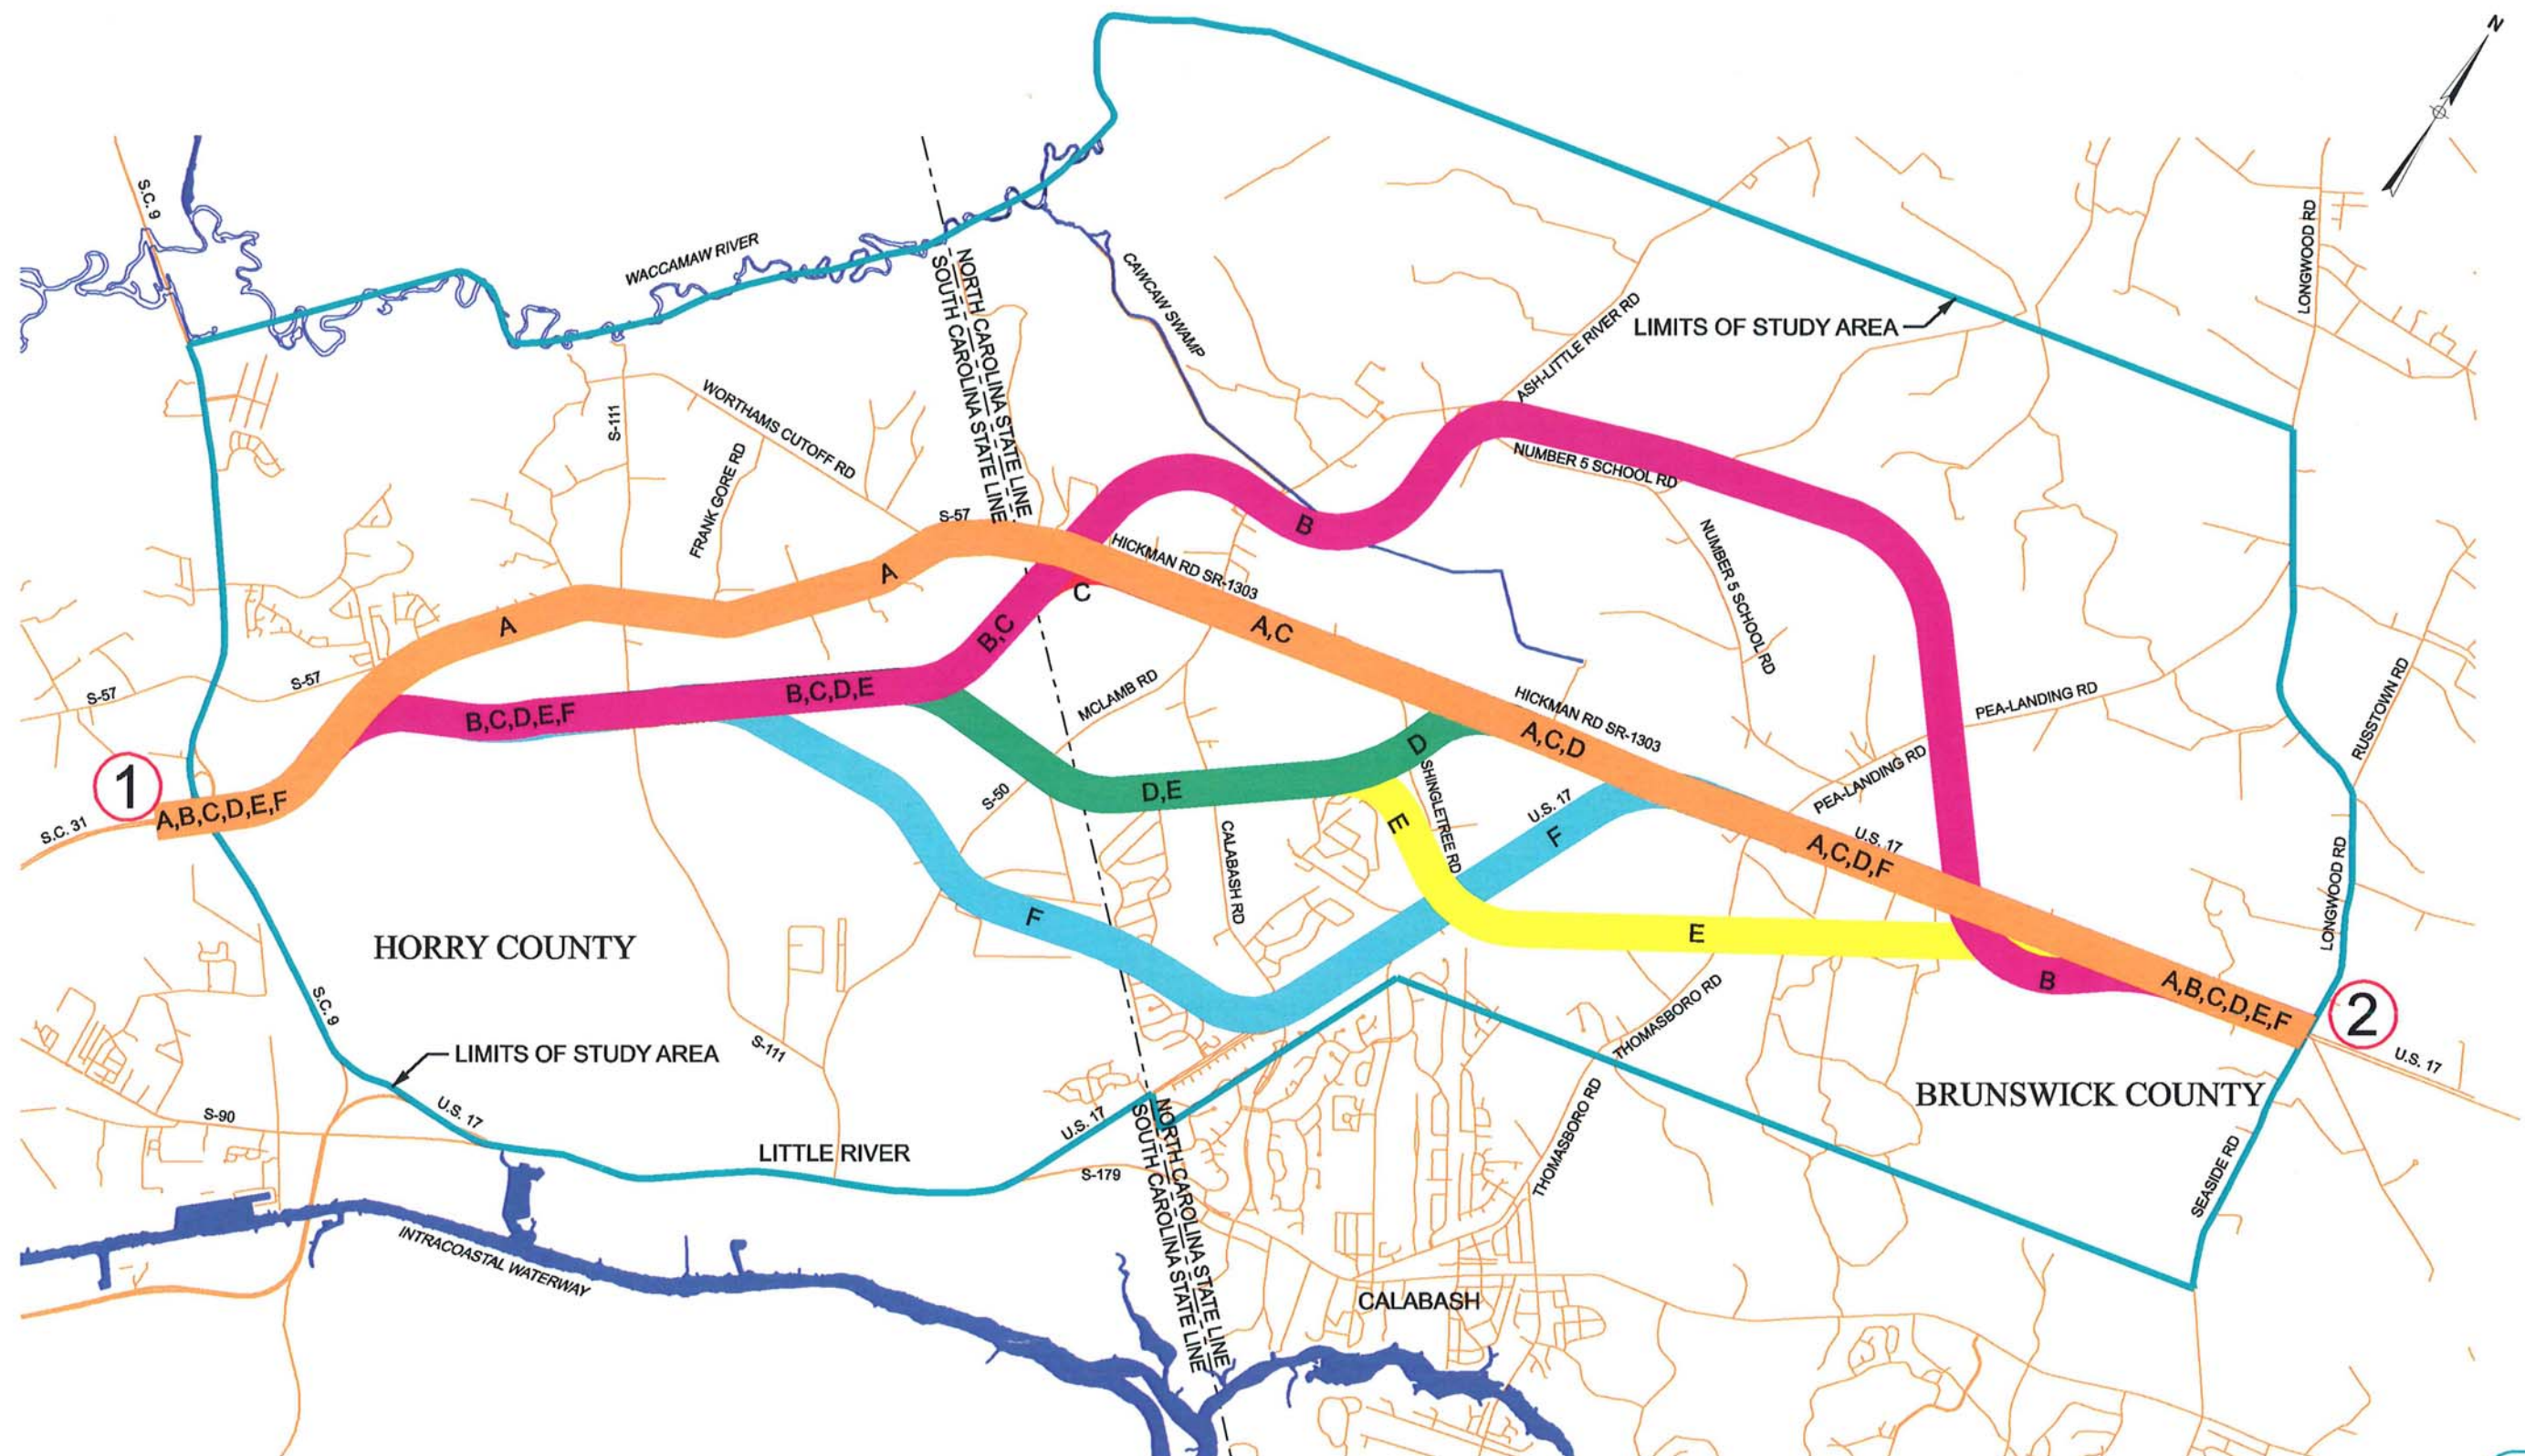 N
S.C. 9
WACCAMAW RIVER
NORTH CAROLINA STATE LINE
SOUTH CAROLINA STATE LINE
CAWCAW SWAMP
LONGWOOD RD
ASH-LITTLE RIVER RD
LIMITS OF STUDY AREA
WORTHAMS CUTOFF RD
S-111
FRANK GORE RD
NUMBER 5 SCHOOL RD
S-57
B
HICKMAN RD SR-1303
NUMBER 5 SCHOOL RD
A
C
A
B,C
A,C
S-57
S-57
B,C,D,E
B,C,D,E,F
MCLAMB RD
HICKMAN RD SR-1303
PEA-LANDING RD
RUSSTOWN RD
D
A,C,D
SHINGLETREE RD
PEA-LANDING RD
1
A,B,C,D,E,F
S.C. 31
S-50
D,E
E
U.S. 17
F
U.S. 17
A,C,D,F
CALABASH RD
LONGWOOD RD
F
E
HORRY COUNTY
B
A,B,C,D,E,F
2
S.C. 9
THOMASBORO RD
U.S. 17
LIMITS OF STUDY AREA
S-111
BRUNSWICK COUNTY
S-90
U.S. 17
U.S. 17
LITTLE RIVER
S-179
NORTH CAROLINA STATE LINE
SOUTH CAROLINA STATE LINE
THOMASBORO RD
SEASIDE RD
INTRACOASTAL WATERWAY
CALABASH